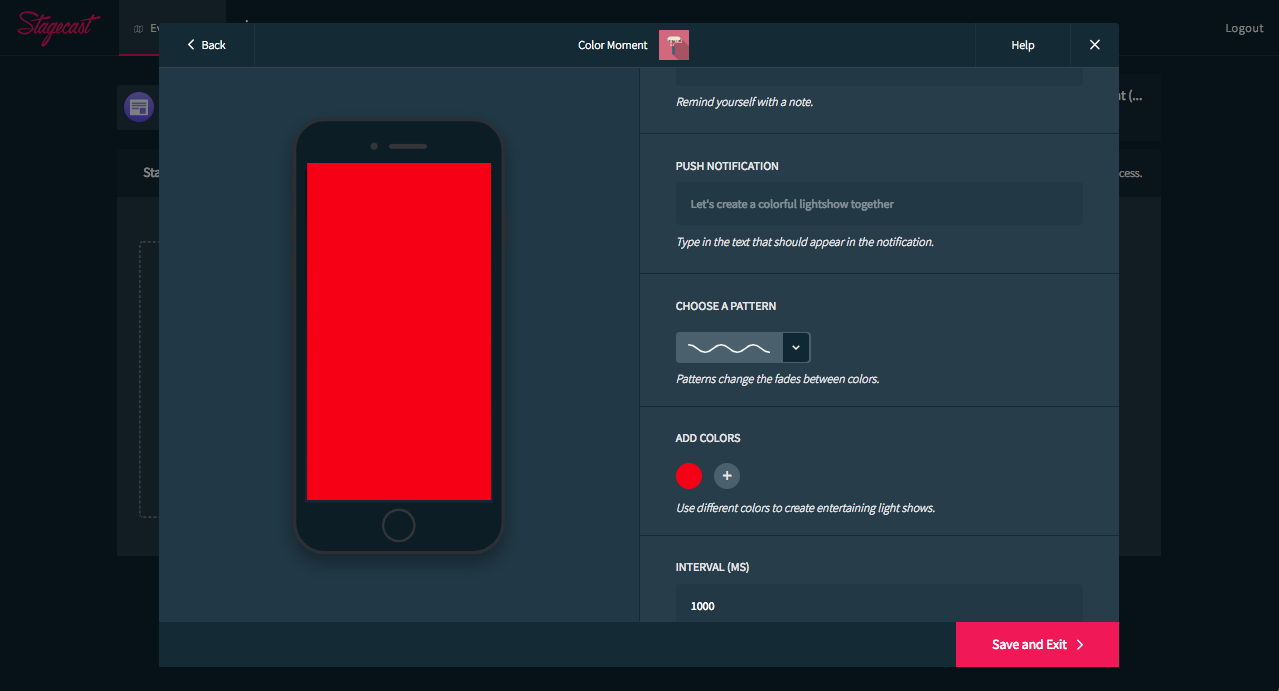 Stagecast
Ev
Logout
Back
Color Moment
Help
Remind yourself with a note.
t (...
PUSH NOTIFICATION
Let's create a colorful lightshow together
Sta
cess.
Type in the text that should appear in the notification.
CHOOSE A PATTERN
Patterns change the fades between colors.
ADD COLORS
+
Use different colors to create entertaining light shows.
INTERVAL (MS)
1000
Save and Exit